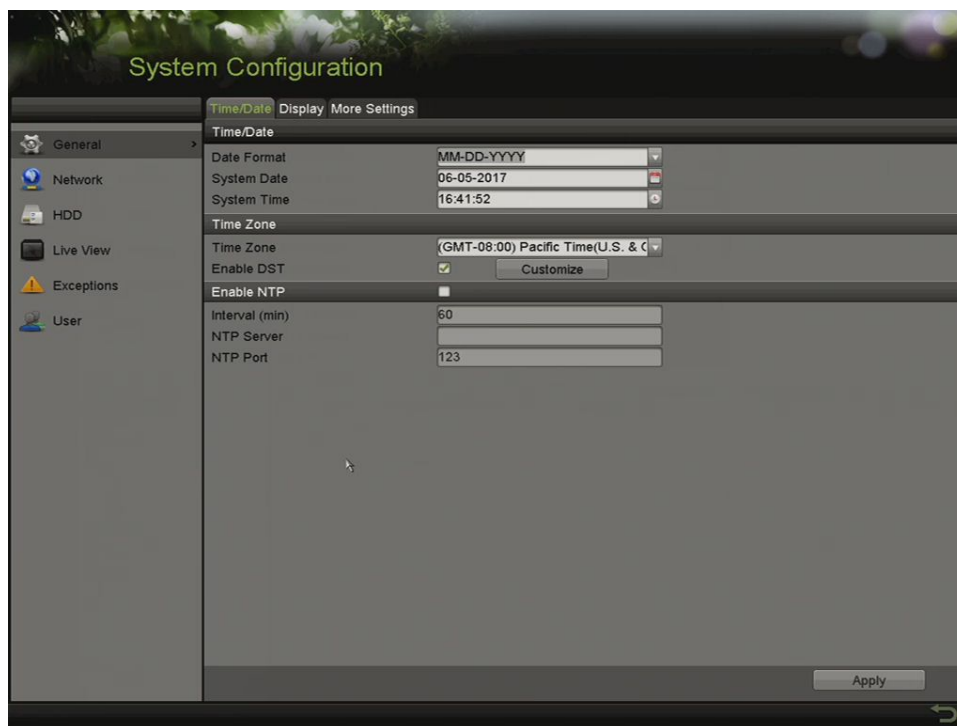 System Configuration
Time/Date Display More Settings
General
Network
HDD
Live View
Exceptions
User
Time/Date
Date Format MM-DD-YYYY
System Date 06-05-2017
System Time 16:41:52
Time Zone
Time Zone (GMT-08:00) Pacific Time(U.S. & (
Enable DST Customize
Enable NTP
Interval (min) 60
NTP Server
NTP Port 123
Apply